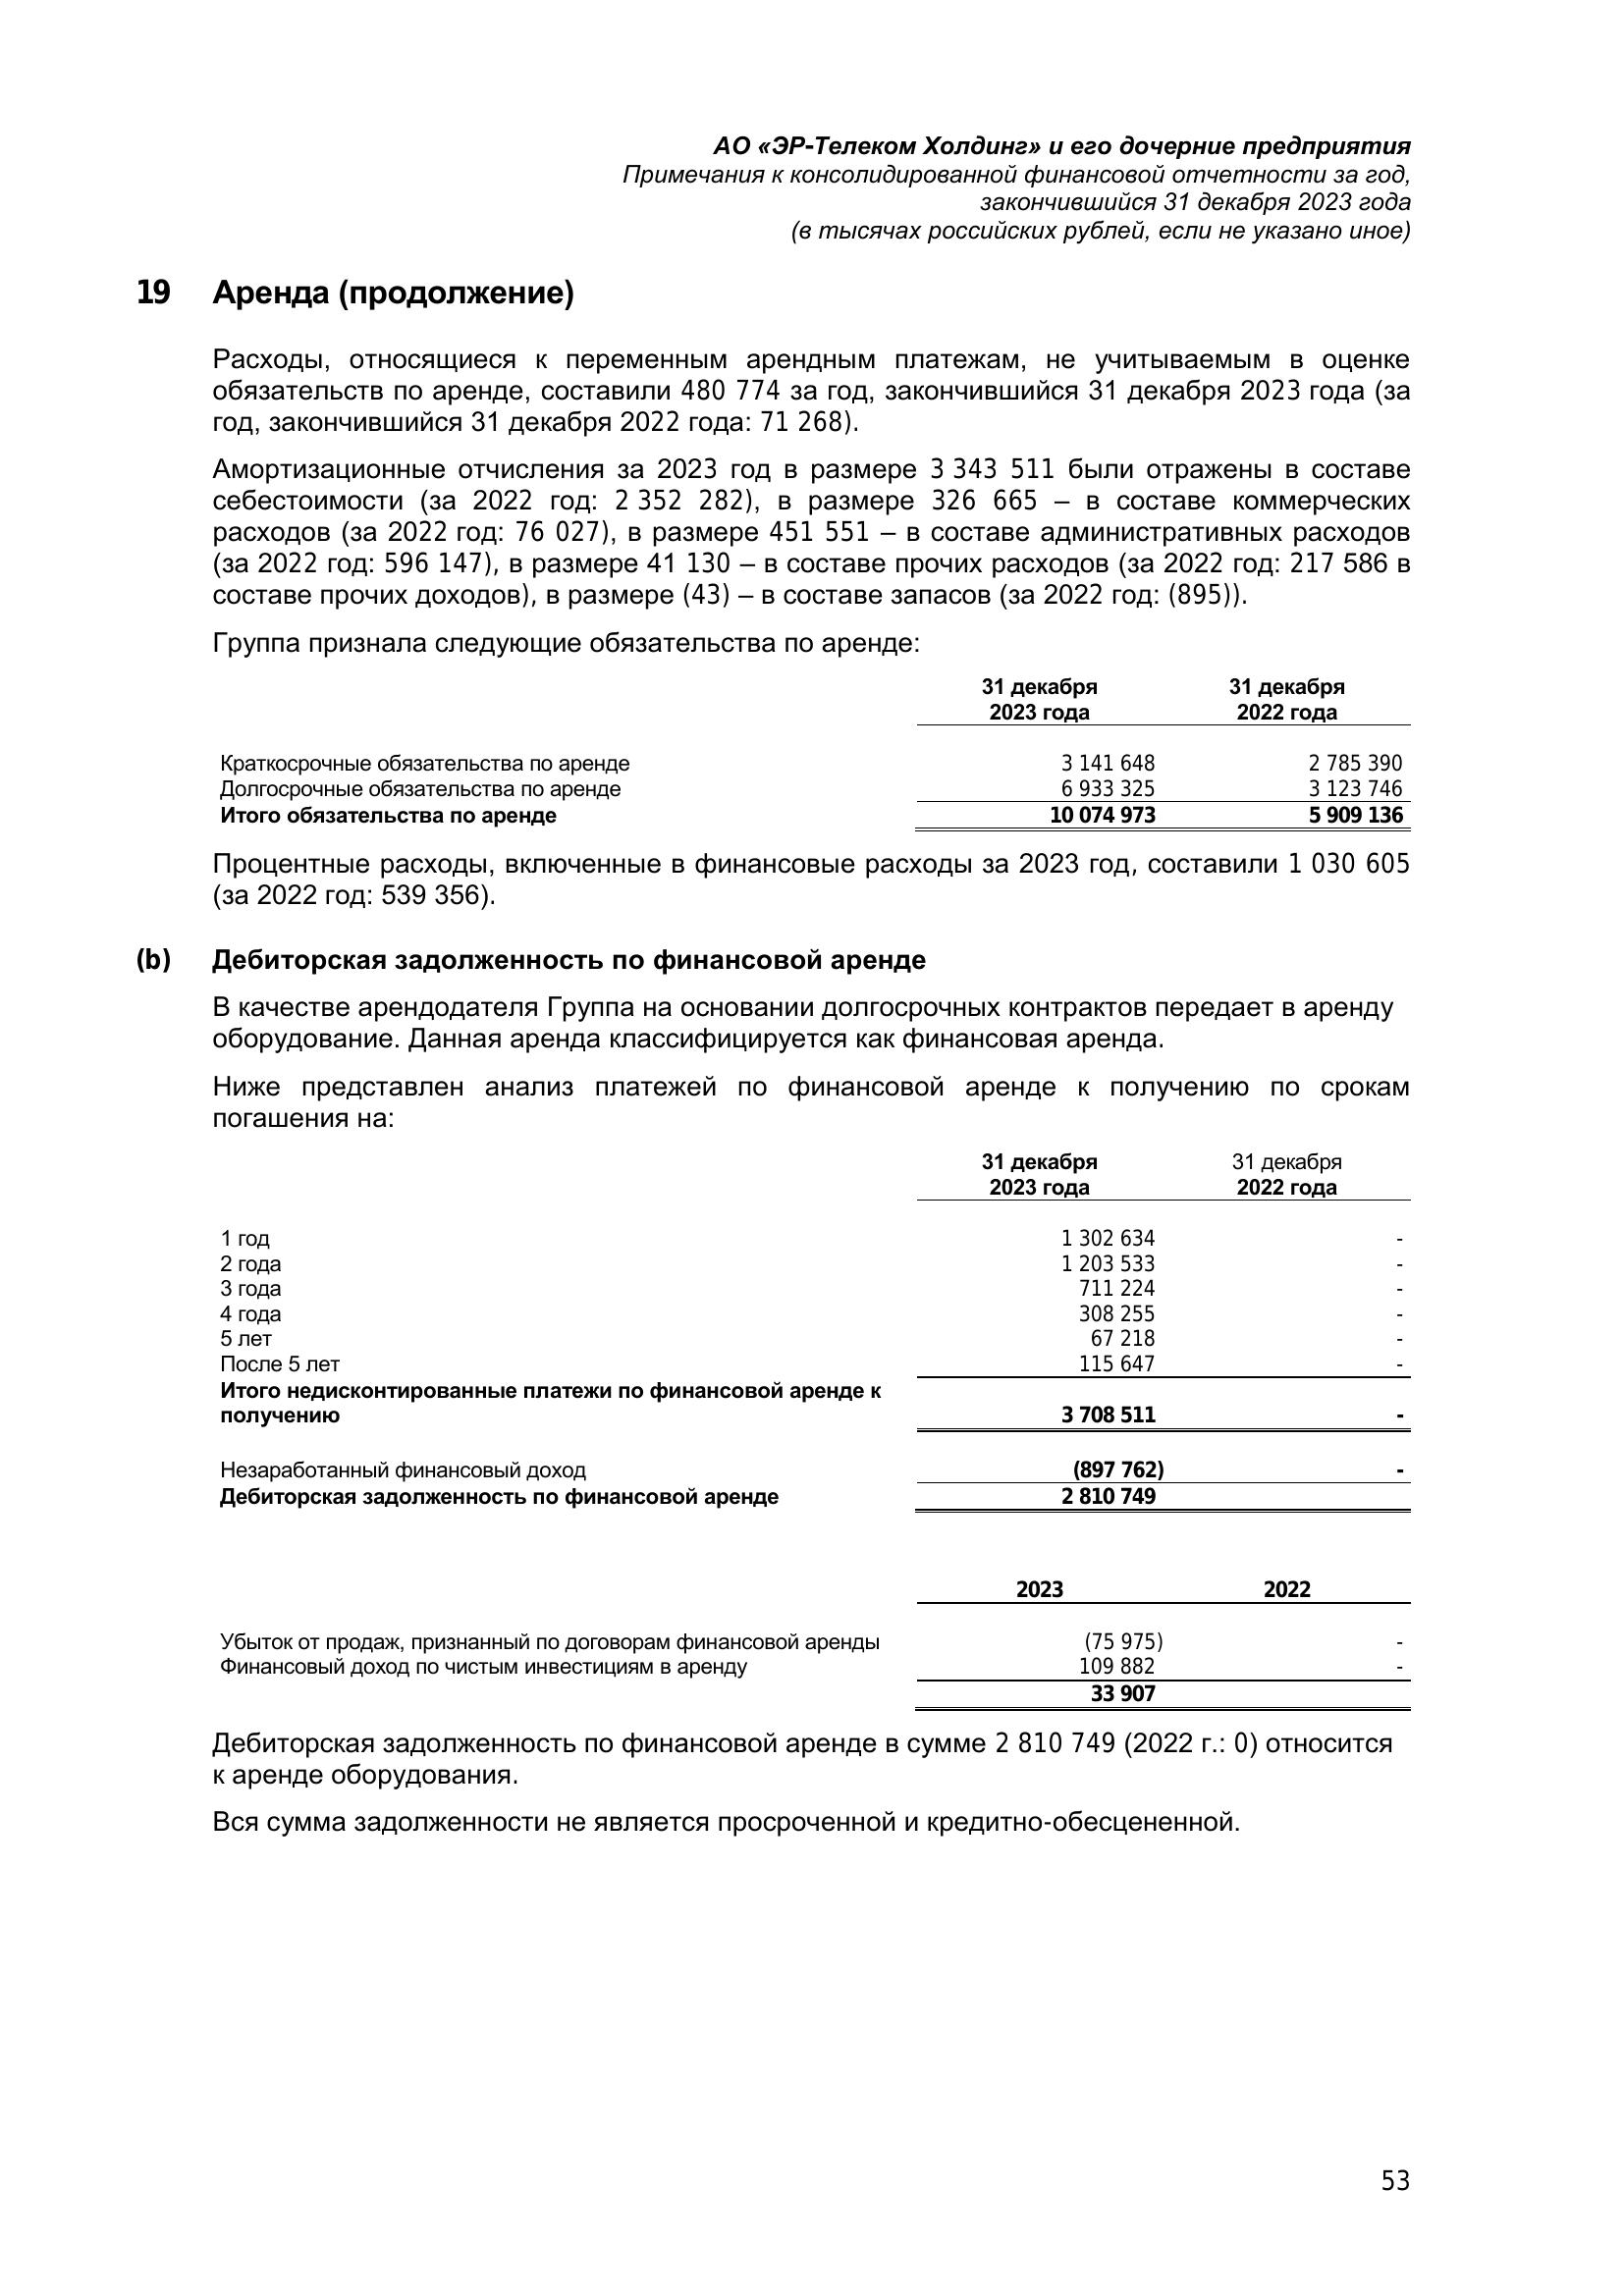 АО «ЭР-Телеком Холдинг» и его дочерние предприятия
Примечания к консолидированной финансовой отчетности за год,
закончившийся 31 декабря 2023 года
(в тысячах российских рублей, если не указано иное)
19 Аренда (продолжение)
Расходы, относящиеся к переменным арендным платежам, не учитываемым в оценке
обязательств по аренде, составили 480 774 за год, закончившийся 31 декабря 2023 года (за
год, закончившийся 31 декабря 2022 года: 71 268).
Амортизационные отчисления за 2023 год в размере 3 343 511 были отражены в составе
себестоимости (за 2022 год: 2 352 282), в размере 326 665 – в составе коммерческих
расходов (за 2022 год: 76 027), в размере 451 551 – в составе административных расходов
(за 2022 год: 596 147), в размере 41 130 – в составе прочих расходов (за 2022 год: 217 586 в
составе прочих доходов), в размере (43) – в составе запасов (за 2022 год: (895)).
Группа признала следующие обязательства по аренде:
31 декабря 31 декабря
2023 года 2022 года
Краткосрочные обязательства по аренде 3 141 648 2 785 390
Долгосрочные обязательства по аренде 6 933 325 3 123 746
Итого обязательства по аренде 10 074 973 5 909 136
Процентные расходы, включенные в финансовые расходы за 2023 год, составили 1 030 605
(за 2022 год: 539 356).
(b) Дебиторская задолженность по финансовой аренде
В качестве арендодателя Группа на основании долгосрочных контрактов передает в аренду
оборудование. Данная аренда классифицируется как финансовая аренда.
Ниже представлен анализ платежей по финансовой аренде к получению по срокам
погашения на:
31 декабря 31 декабря
2023 года 2022 года
1 год 1 302 634 -
2 года 1 203 533 -
3 года 711 224 -
4 года 308 255 -
5 лет 67 218 -
После 5 лет 115 647 -
Итого недисконтированные платежи по финансовой аренде к
получению 3 708 511 -
Незаработанный финансовый доход (897 762) -
Дебиторская задолженность по финансовой аренде 2 810 749
2023 2022
Убыток от продаж, признанный по договорам финансовой аренды (75 975) -
Финансовый доход по чистым инвестициям в аренду 109 882 -
33 907
Дебиторская задолженность по финансовой аренде в сумме 2 810 749 (2022 г.: 0) относится
к аренде оборудования.
Вся сумма задолженности не является просроченной и кредитно-обесцененной.
53